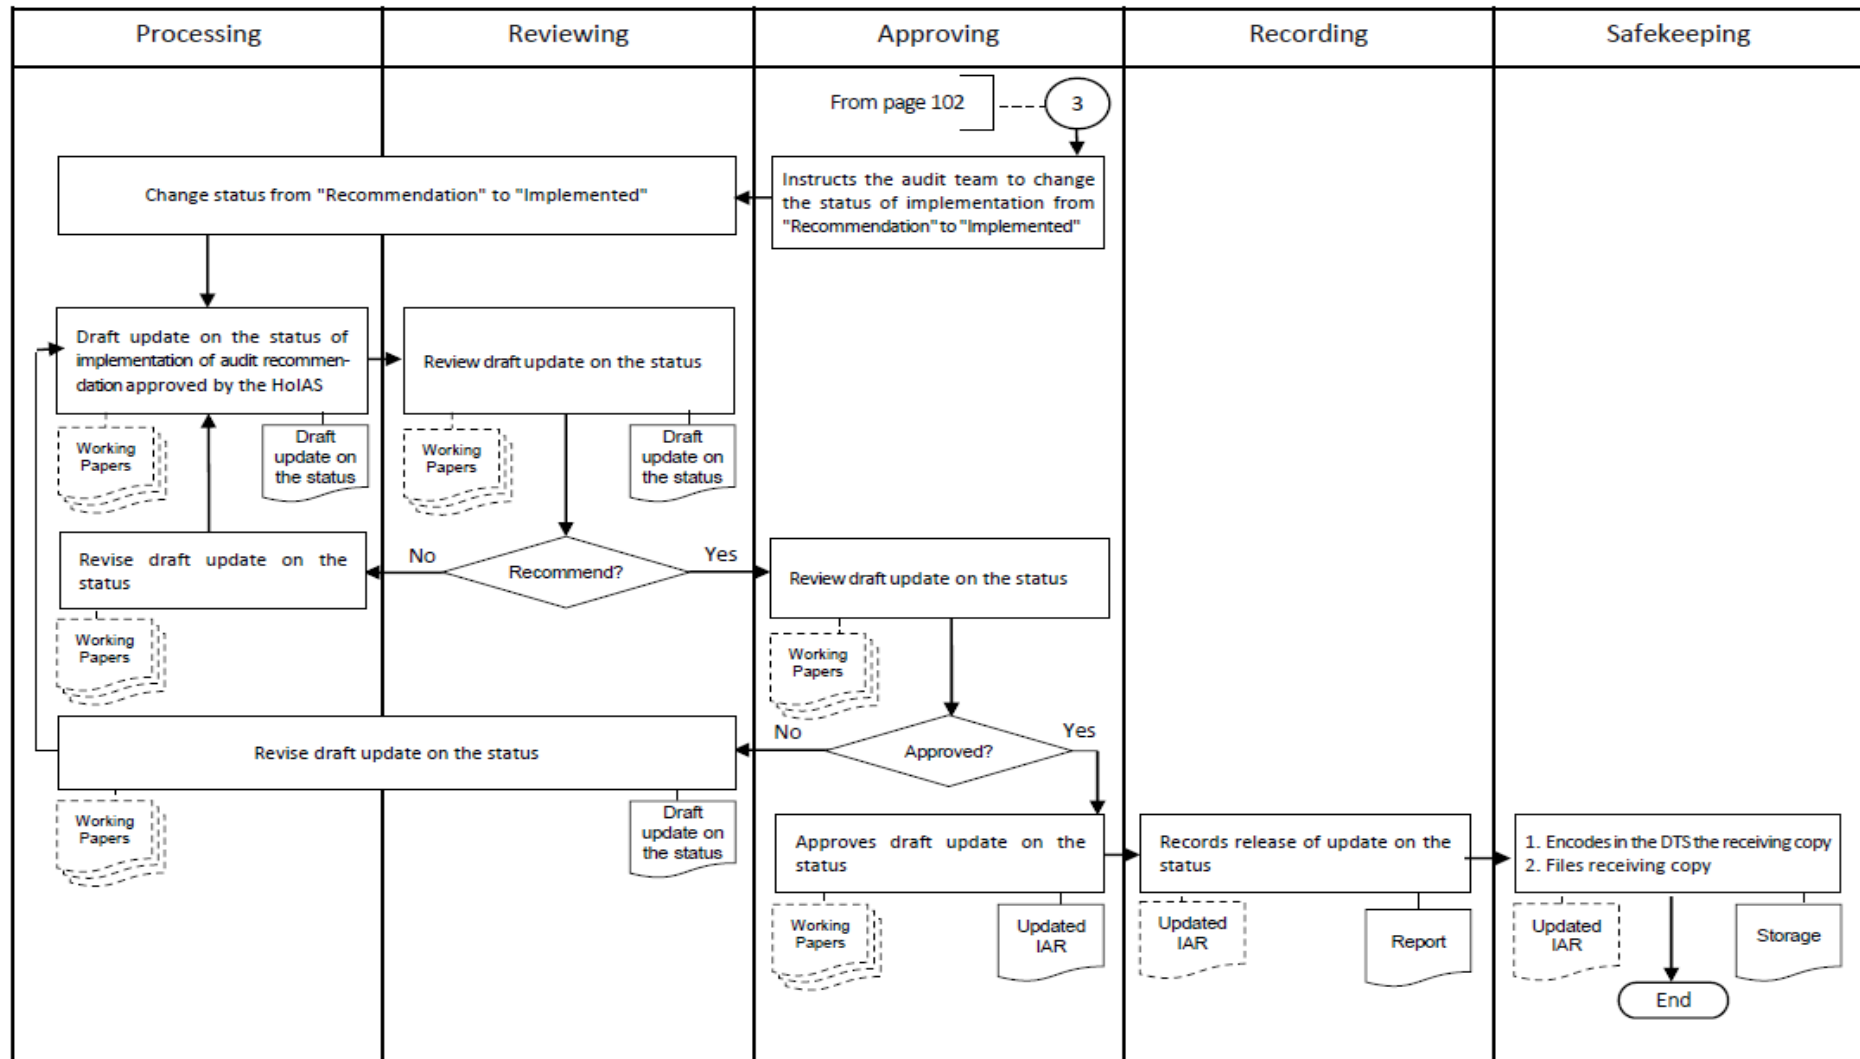 Processing
Reviewing
Approving
Recording
Safekeeping
From page 102
3
Change status from "Recommendation" to "Implemented"
Instructs the audit team to change
the status of implementation from
"Recommendation" to "Implemented"
Draft update on the status of
implementation of audit recommen-
dation approved by the HoIAS
Review draft update on the status
Working
Papers
Draft
update on
the status
Working
Papers
Draft
update on
the status
Revise draft update on the
status
No
Recommend?
Yes
Review draft update on the status
Working
Papers
Working
Papers
Revise draft update on the status
No
Approved?
Yes
Working
Papers
Draft
update on
the status
Approves draft update on the
status
Records release of update on the
status
1. Encodes in the DTS the receiving copy
2. Files receiving copy
Working
Papers
Updated
IAR
Updated
IAR
Report
Updated
IAR
Storage
End